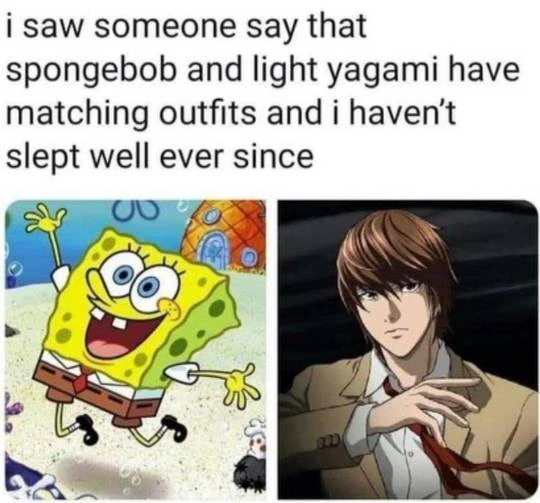 i saw someone say that
spongebob and light yagami have
matching outfits and i haven't
slept well ever since